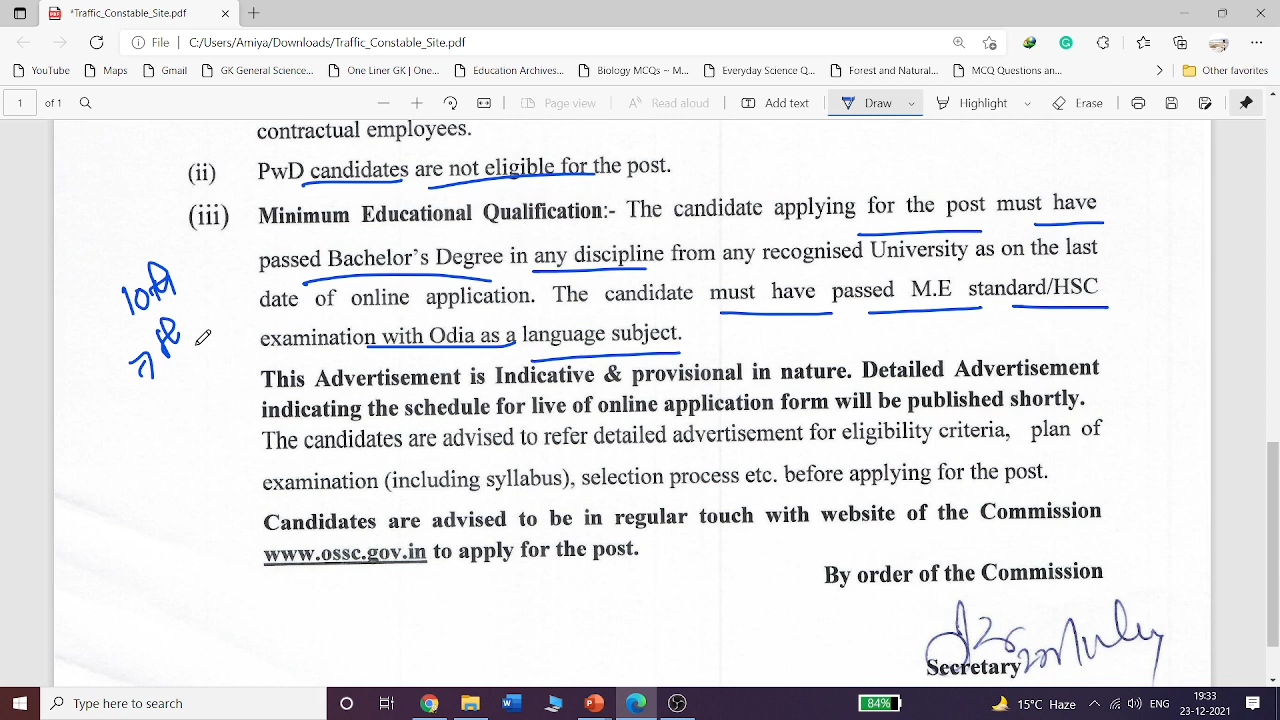 *Traffic_Constable_Site.pdf
File C:/Users/Amiya/Downloads/Traffic_Constable_Site.pdf
YouTube Maps Gmail GK General Science... One Liner GK | One... Education Archives... Biology MCQs ~ M... Everyday Science Q... Forest and Natural... MCQ Questions an... Other favorites
1 of 1 Page view Read aloud Add text Draw Highlight Erase
contractual employees.
(ii) PwD candidates are not eligible for the post.
(iii) Minimum Educational Qualification:- The candidate applying for the post must have
passed Bachelor's Degree in any discipline from any recognised University as on the last
date of online application. The candidate must have passed M.E standard/HSC
examination with Odia as a language subject.
10th
7th
This Advertisement is Indicative & provisional in nature. Detailed Advertisement
indicating the schedule for live of online application form will be published shortly.
The candidates are advised to refer detailed advertisement for eligibility criteria, plan of
examination (including syllabus), selection process etc. before applying for the post.
Candidates are advised to be in regular touch with website of the Commission
www.ossc.gov.in to apply for the post.
By order of the Commission
Secretary
Type here to search 84% 15°C Haze 19:33
23-12-2021